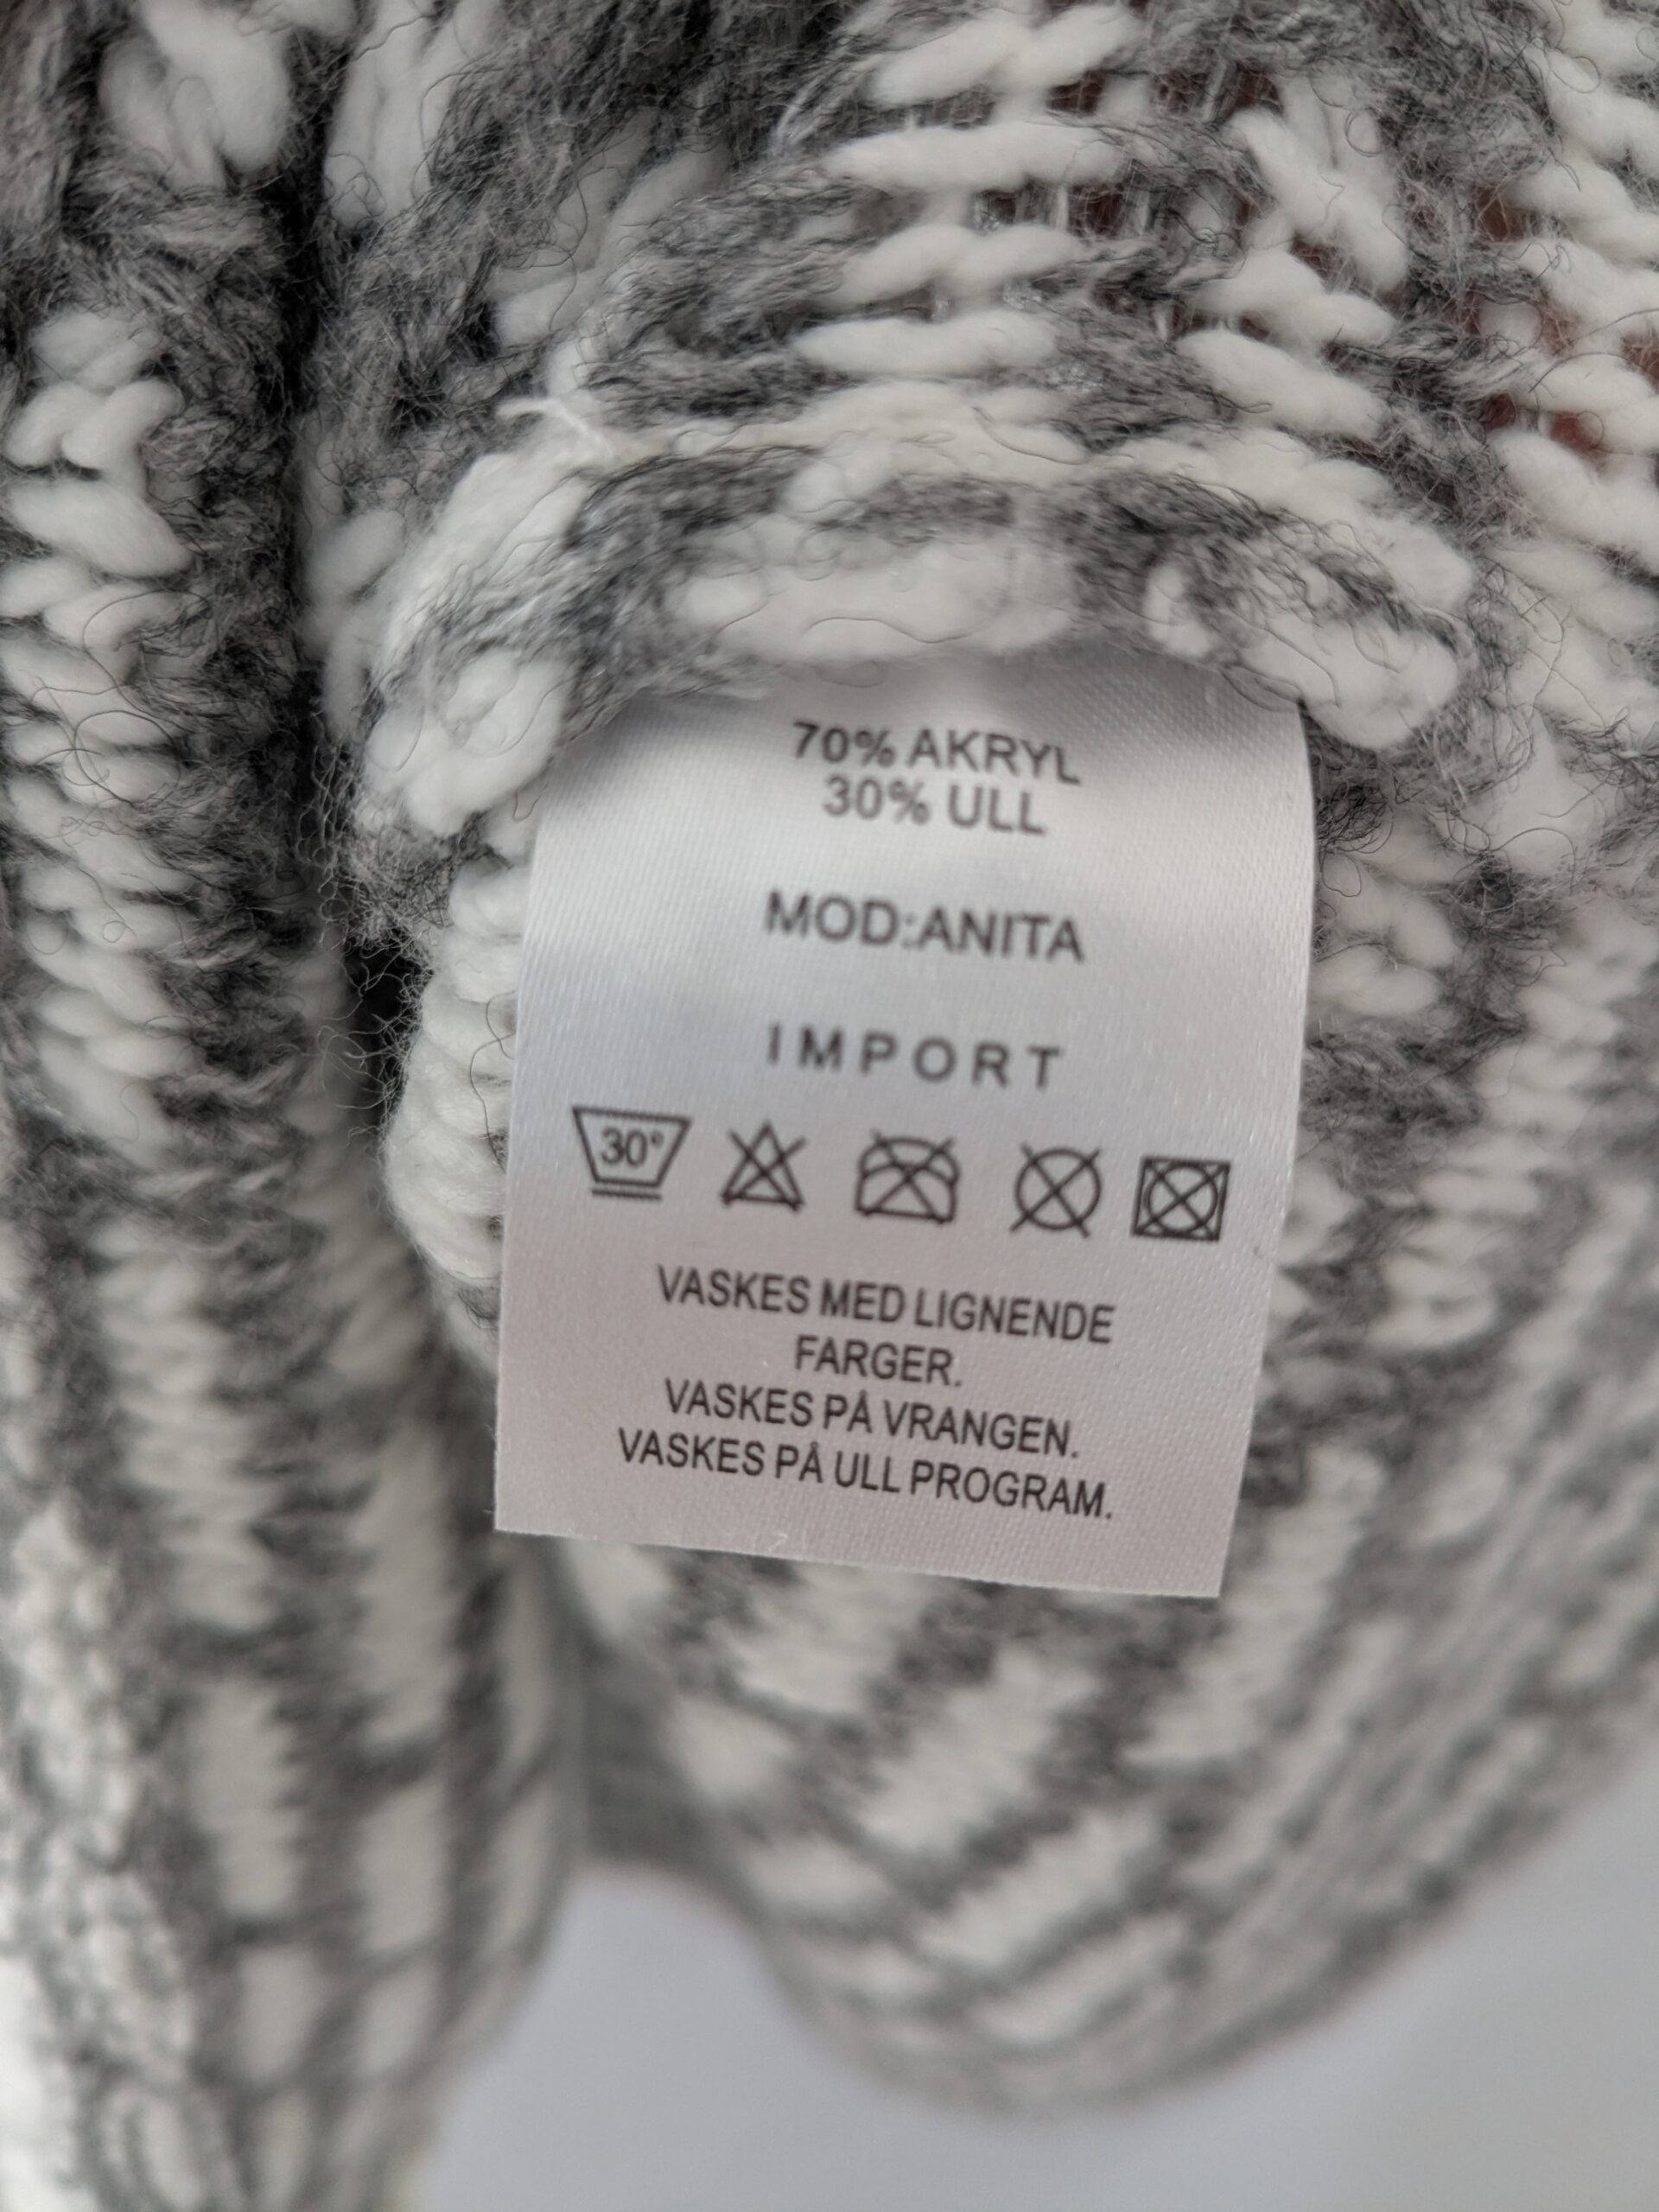 70% AKRYL
30% ULL
MOD:ANITA
IMPORT
30°
VASKES MED LIGNENDE
FARGER.
VASKES PÅ VRANGEN.
VASKES PÅ ULL PROGRAM.